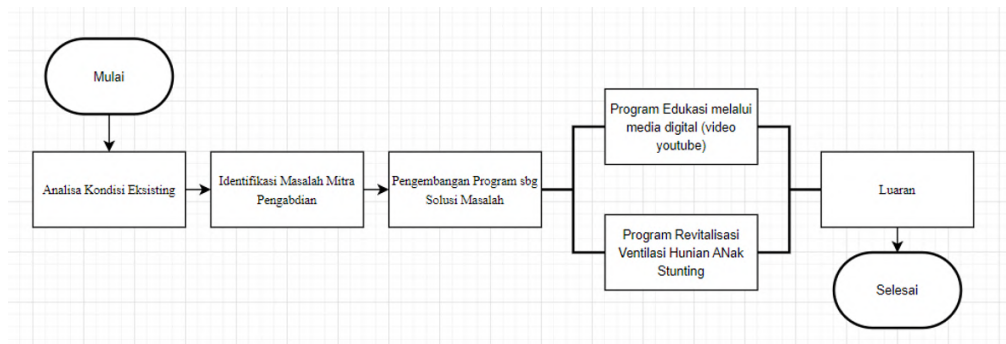 Mulai
Analisa Kondisi Eksisting
Identifikasi Masalah Mitra
Pengabdian
Pengembangan Program sbg
Solusi Masalah
Program Edukasi melalui
media digital (video
youtube)
Program Revitalisasi
Ventilasi Hunian ANak
Stunting
Luaran
Selesai